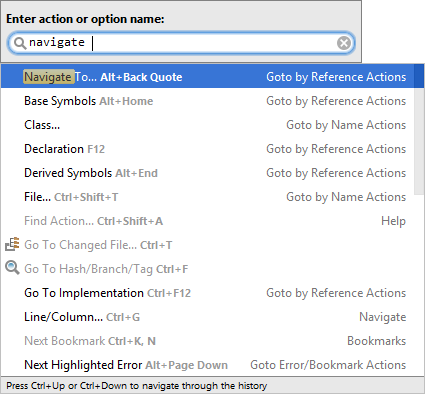 Enter action or option name:
navigate
Navigate To... Alt+Back Quote Goto by Reference Actions
Base Symbols Alt+Home Goto by Reference Actions
Class... Goto by Name Actions
Declaration F12 Goto by Reference Actions
Derived Symbols Alt+End Goto by Reference Actions
File... Ctrl+Shift+T Goto by Name Actions
Find Action... Ctrl+Shift+A Help
Go To Changed File... Ctrl+T
Go To Hash/Branch/Tag Ctrl+F
Go To Implementation Ctrl+F12 Goto by Reference Actions
Line/Column... Ctrl+G Navigate
Next Bookmark Ctrl+K, N Bookmarks
Next Highlighted Error Alt+Page Down Goto Error/Bookmark Actions
Press Ctrl+Up or Ctrl+Down to navigate through the history